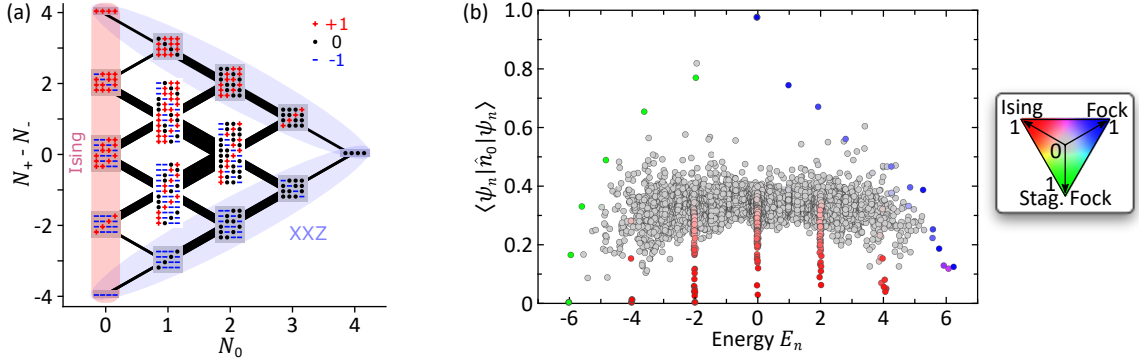 (a)
N₊ - N₋
4
2
0
-2
-4
Ising
XXZ
+ +1
• 0
- -1
0
1
2
3
4
N₀
(b)
⟨ψₙ|n̂₀|ψₙ⟩
1.0
0.8
0.6
0.4
0.2
0
-6
-4
-2
0
2
4
6
Energy Eₙ
Ising
Fock
1
1
0
1
Stag. Fock